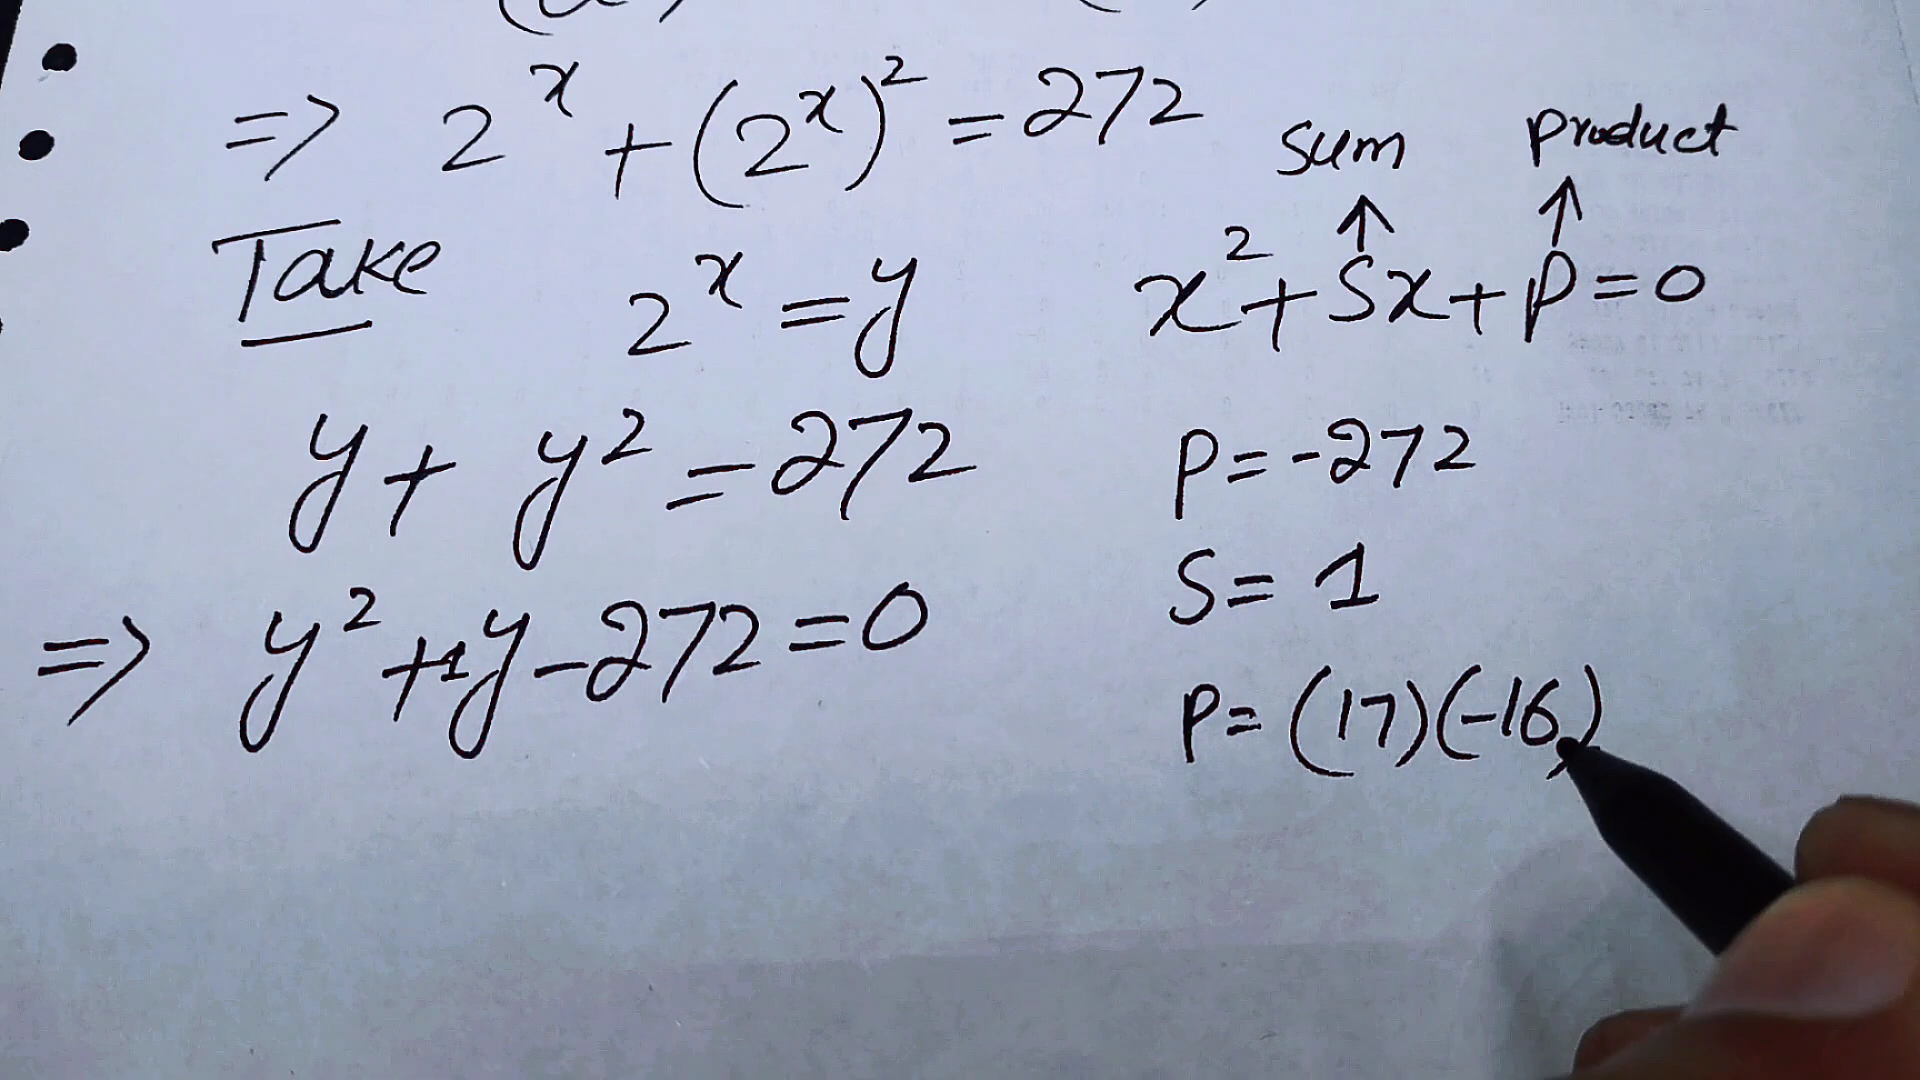 => 2^x + (2^x)^2 = 272
Sum Product
Take 2^x = y
x^2 + Sx + P = 0
y + y^2 = 272
P = -272
S = 1
=> y^2 + 1y - 272 = 0
P = (17)(-16)